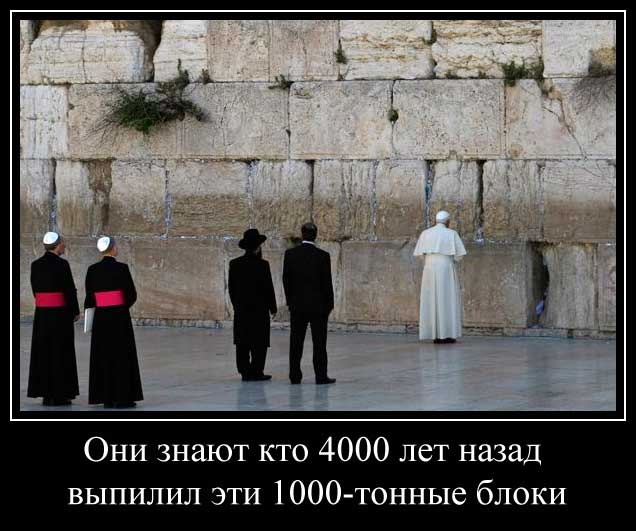 Они знают кто 4000 лет назад
выпилил эти 1000-тонные блоки